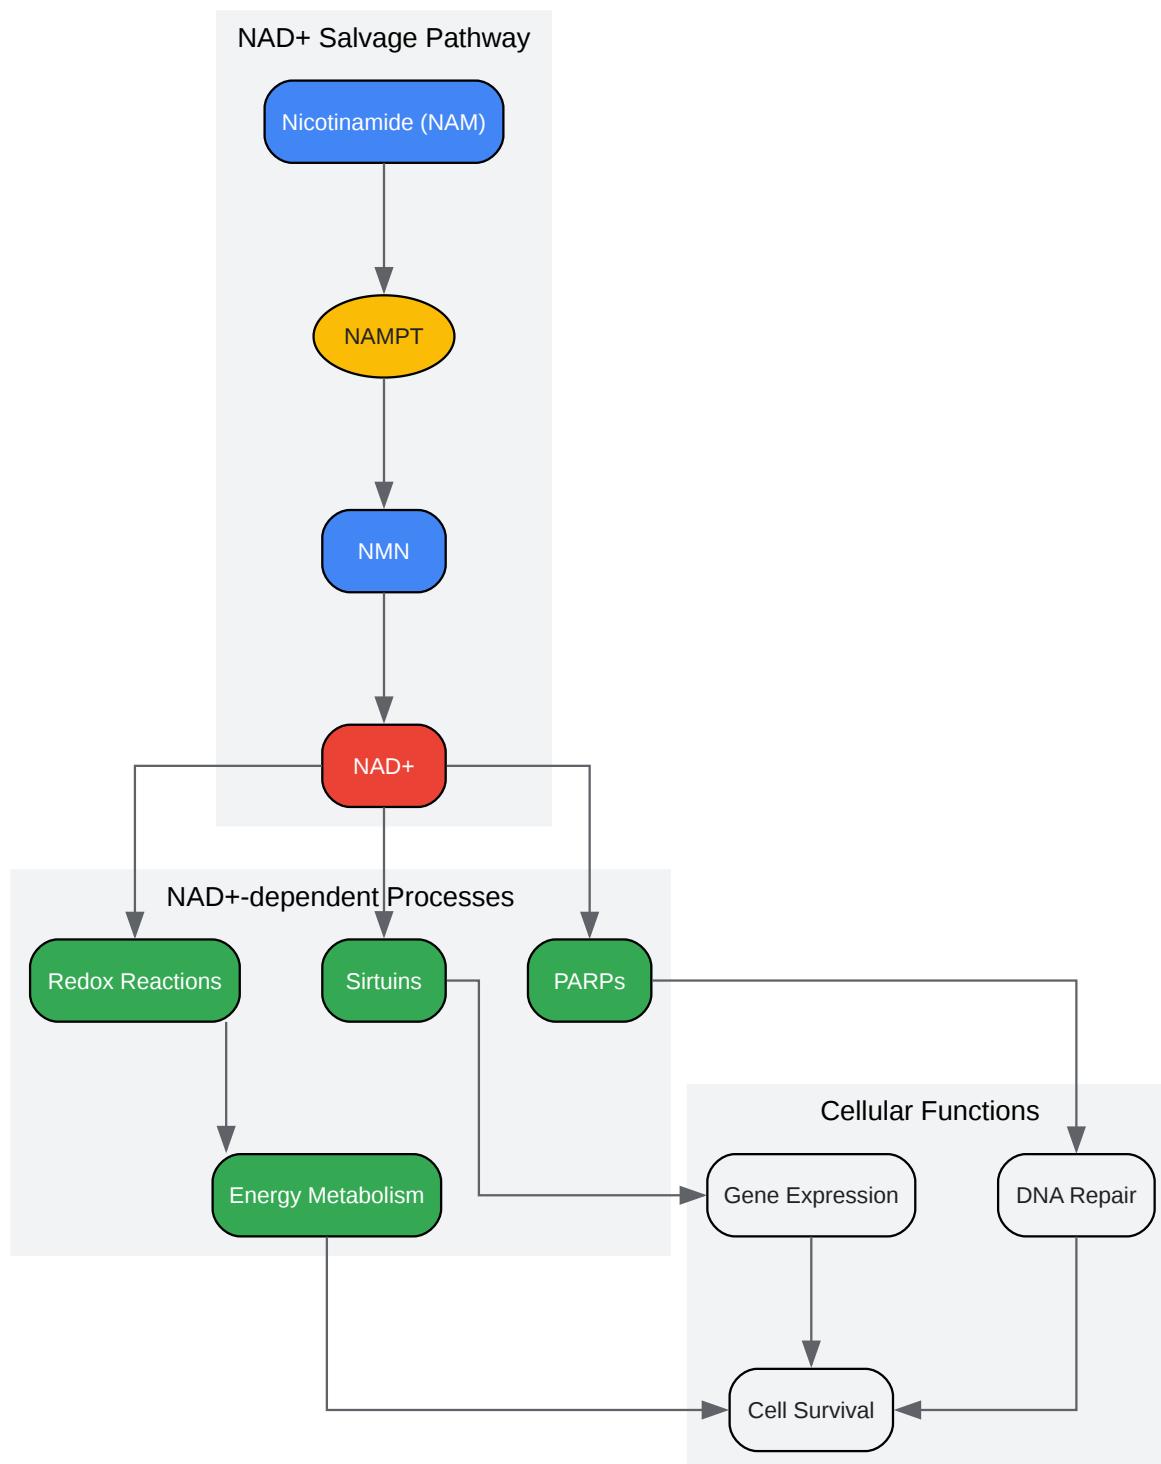 NAD+ Salvage Pathway
Nicotinamide (NAM)
NAMPT
NMN
NAD+
NAD+-dependent Processes
Redox Reactions
Sirtuins
PARPs
Energy Metabolism
Cellular Functions
Gene Expression
DNA Repair
Cell Survival